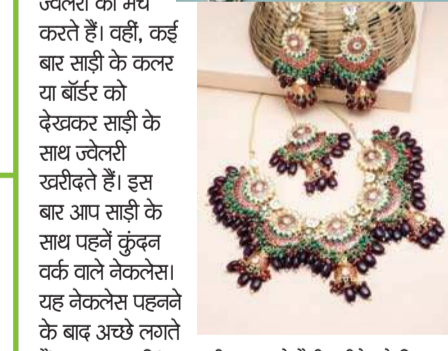 ज्वेलरी को मैच
करते हैं। वहीं, कई
बार साड़ी के कलर
या बॉर्डर को
देखकर साड़ी के
साथ ज्वेलरी
खरीदते हैं। इस
बार आप साड़ी के
साथ पहनें कुंदन
वर्क वाले नेकलेस।
यह नेकलेस पहनने
के बाद अच्छे लगते